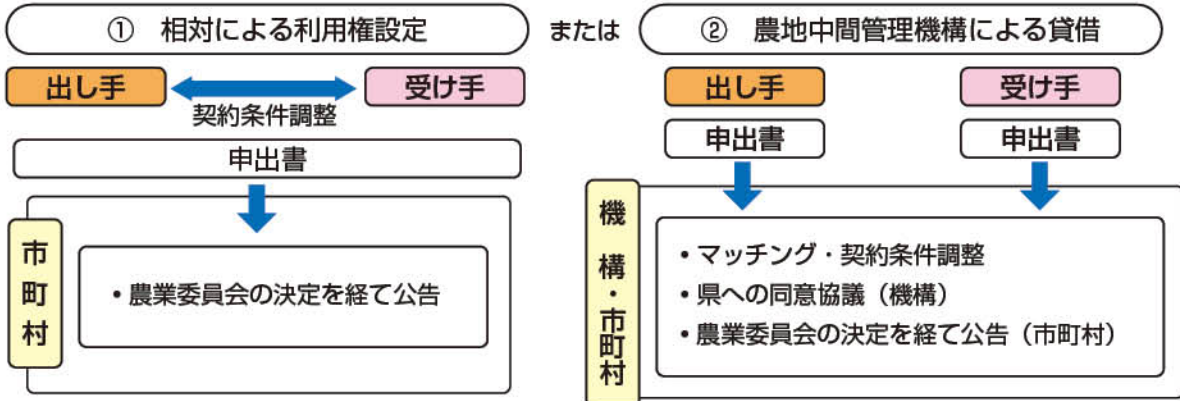 ① 相対による利用権設定
出し手
受け手
契約条件調整
申出書
市町村
・農業委員会の決定を経て公告
または
② 農地中間管理機構による貸借
出し手
受け手
申出書
申出書
機構・市町村
・マッチング・契約条件調整
・県への同意協議（機構）
・農業委員会の決定を経て公告（市町村）